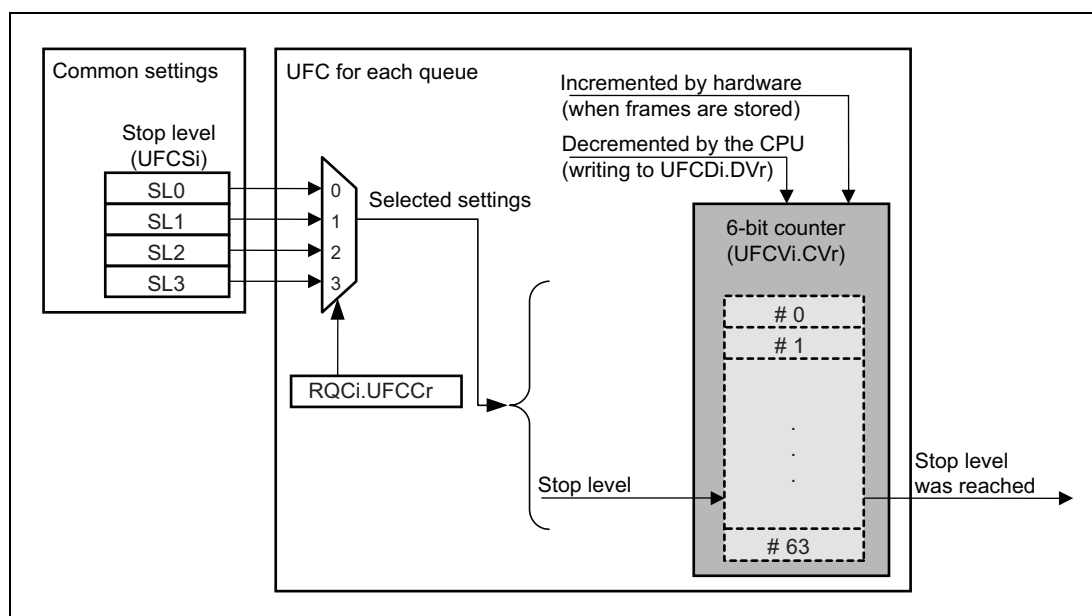 Common settings
Stop level
(UFCSi)
SL0
SL1
SL2
SL3
UFC for each queue
0
1
2
3
Selected settings
RQCi.UFCCr
Incremented by hardware
(when frames are stored)
Decremented by the CPU
(writing to UFCDi.DVr)
6-bit counter
(UFCVi.CVr)
# 0
# 1
.
.
.
# 63
Stop level
Stop level
was reached